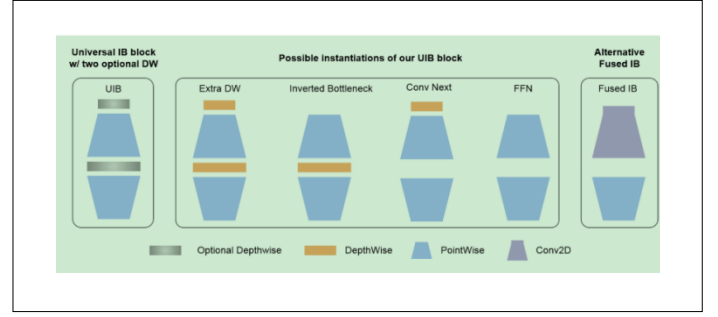 Universal IB block
w/ two optional DW
Possible instantiations of our UIB block
Alternative
Fused IB
UIB
Extra DW
Inverted Bottleneck
Conv Next
FFN
Fused IB
Optional Depthwise
DepthWise
PointWise
Conv2D